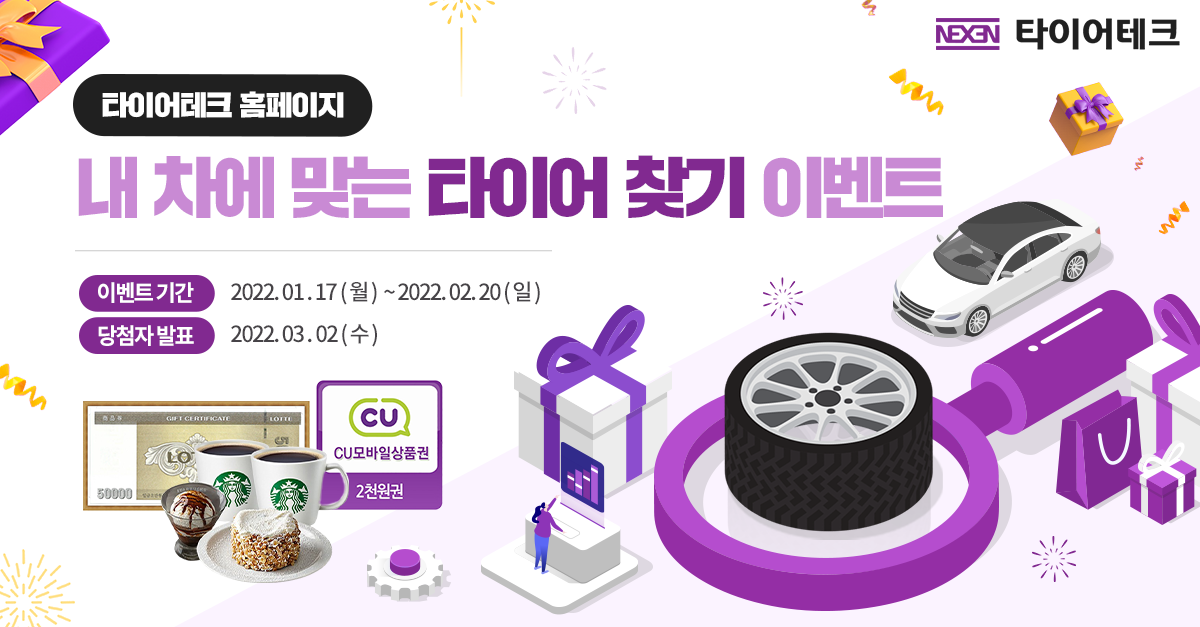 NEXEN 타이어테크
타이어테크 홈페이지
내 차에 맞는 타이어 찾기 이벤트
이벤트 기간 2022.01.17(월) ~2022.02.20(일)
당첨자 발표 2022.03.02(수)
GIFT CERTIFICATE LOTTE
50000
CU
CU모바일상품권
2천원권